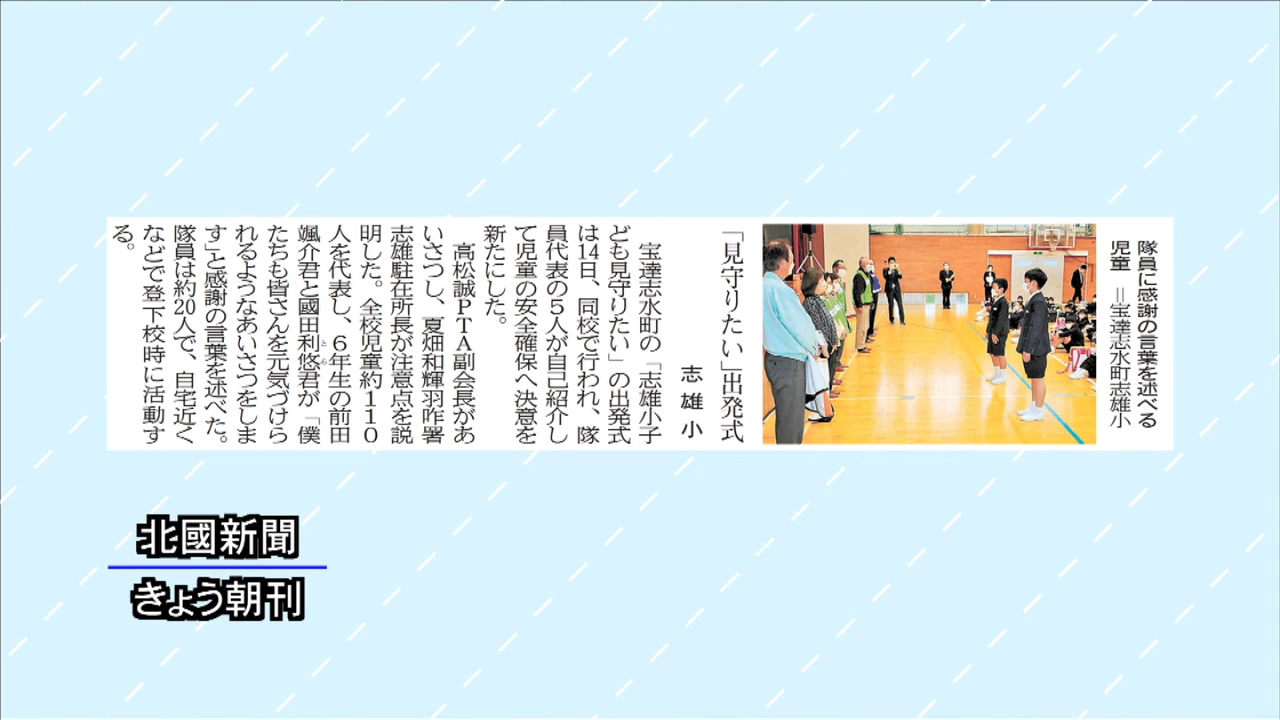 隊員に感謝の言葉を述べる
児童 ＝宝達志水町志雄小
「見守りたい」出発式
志雄小
宝達志水町の「志雄小子
ども見守りたい」の出発式
は14日、同校で行われ、隊
員代表の５人が自己紹介し
て児童の安全確保へ決意を
新たにした。
高松誠ＰＴＡ副会長があ
いさつし、夏畑和輝羽咋署
志雄駐在所長が注意点を説
明した。全校児童約１１０
人を代表し、６年生の前田
颯介君と國田利悠君が「僕
たちも皆さんを元気づけら
れるようなあいさつをしま
す」と感謝の言葉を述べた。
隊員は約20人で、自宅近く
などで登下校時に活動す
る。
北國新聞
きょう朝刊